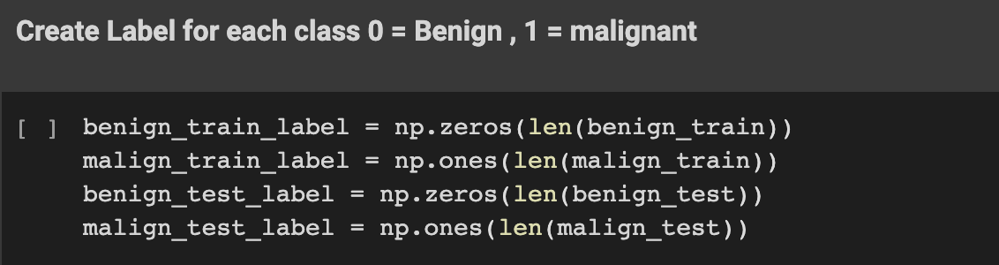 Create Label for each class 0 = Benign , 1 = malignant
[ ] benign_train_label = np.zeros(len(benign_train))
malign_train_label = np.ones(len(malign_train))
benign_test_label = np.zeros(len(benign_test))
malign_test_label = np.ones(len(malign_test))